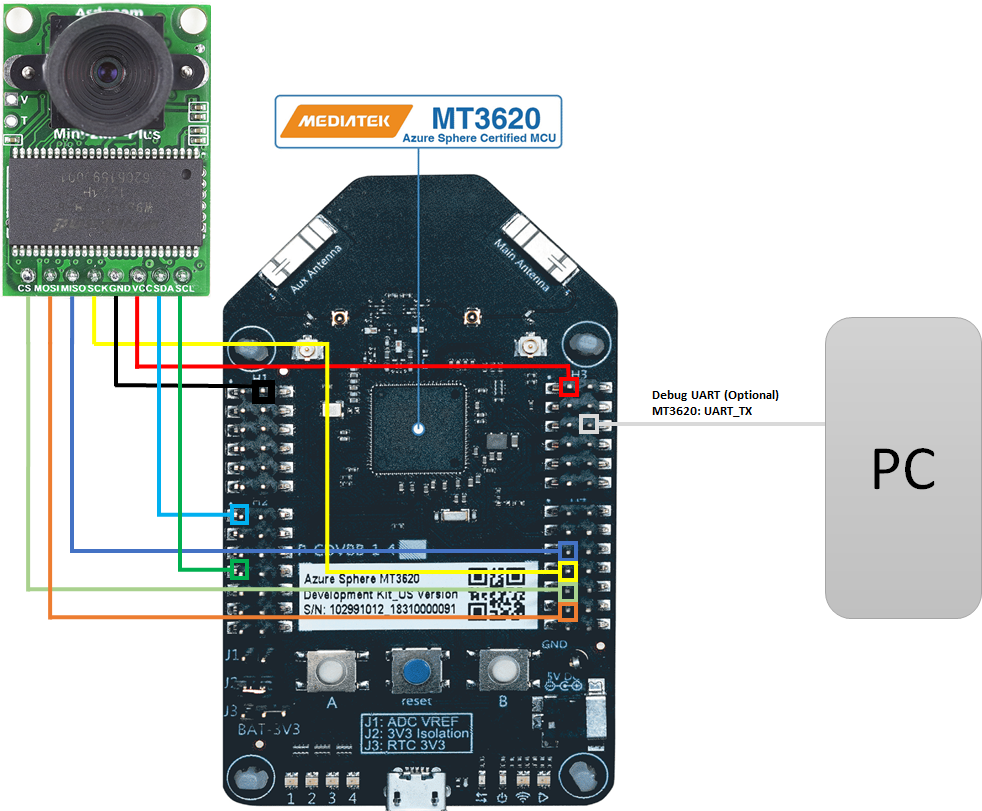 Arducam
V
T
Mini-2MP-Plus
CS MOSI MISO SCK GND VCC SDA SCL
MEDIATEK MT3620
Azure Sphere Certified MCU
Aux Antenna
Main Antenna
H1
H3
Debug UART (Optional)
MT3620: UART_TX
PC
H2
Azure Sphere MT3620
Development Kit_US Version
S/N: 102991012 18310000091
J1
GND
5V DC
A
reset
B
J3
BAT-3V3
J1: ADC VREF
J2: 3V3 Isolation
J3: RTC 3V3
1 2 3 4